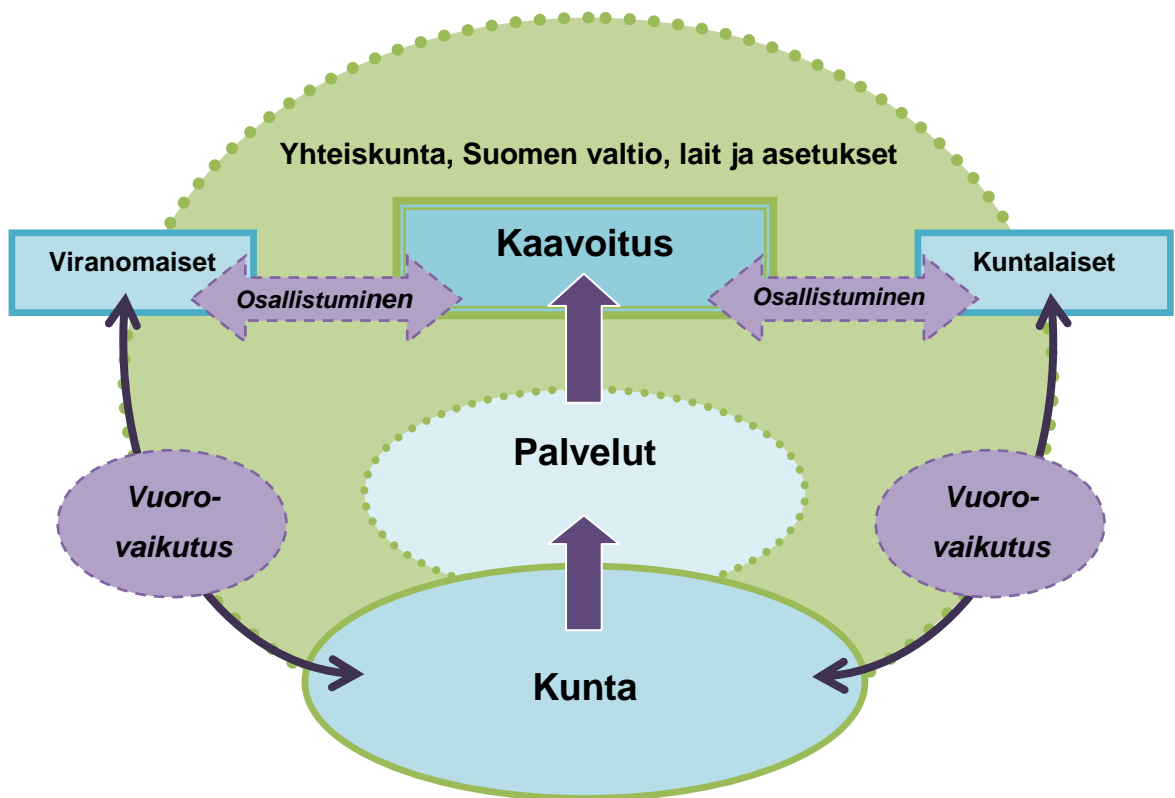 Yhteiskunta, Suomen valtio, lait ja asetukset
Kaavoitus
Viranomaiset
Kuntalaiset
Osallistuminen
Osallistuminen
Palvelut
Vuoro-
vaikutus
Vuoro-
vaikutus
Kunta